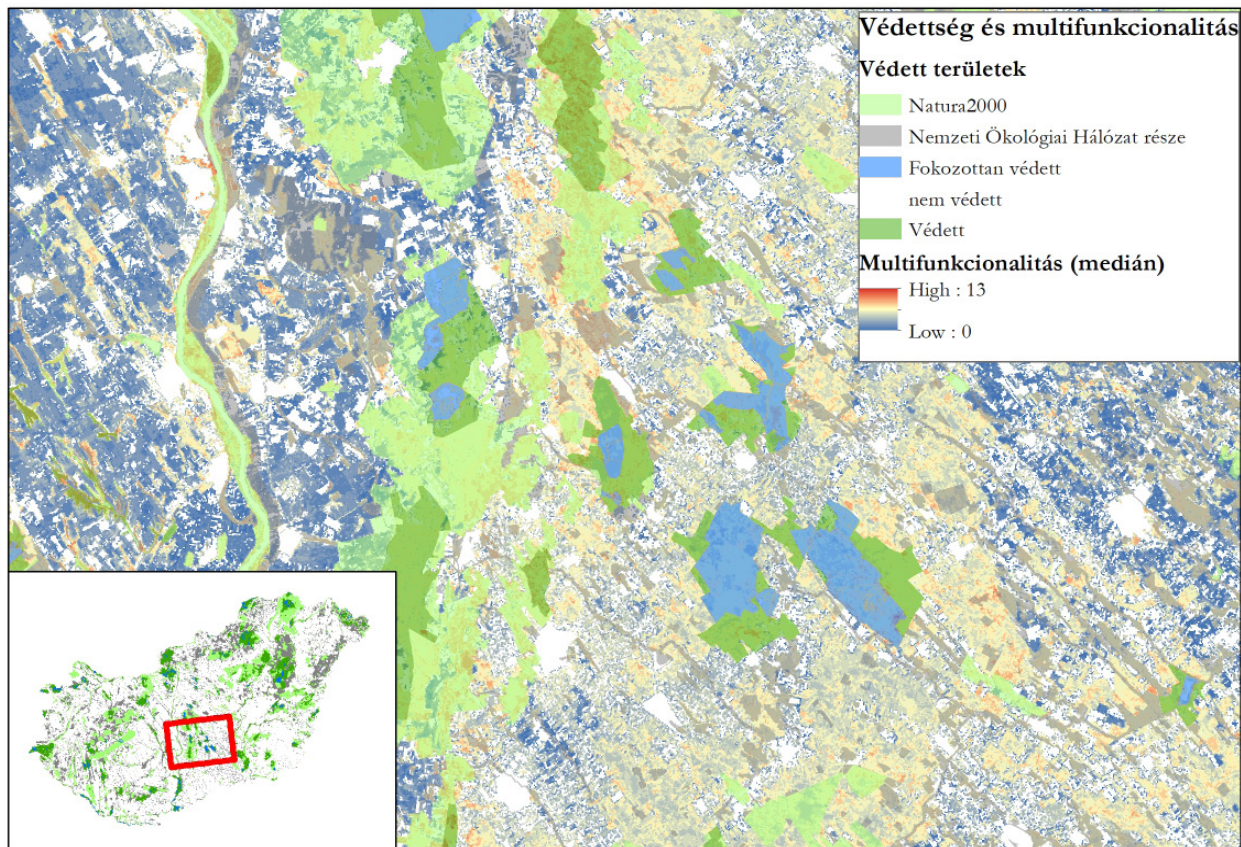 Védettség és multifunkcionalitás
Védett területek
Natura2000
Nemzeti Ökológiai Hálózat része
Fokozottan védett
nem védett
Védett
Multifunkcionalitás (medián)
High : 13
Low : 0